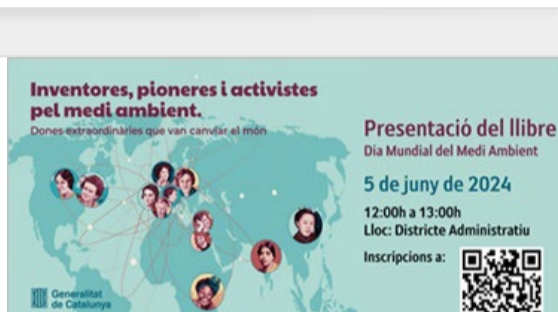 Inventores, pioneres i activistes
pel medi ambient.
Dones extraordinàries que van canviar el món
Presentació del llibre
Dia Mundial del Medi Ambient
5 de juny de 2024
12:00h a 13:00h
Lloc: Districte Administratiu
Inscripcions a:
Generalitat
de Catalunya